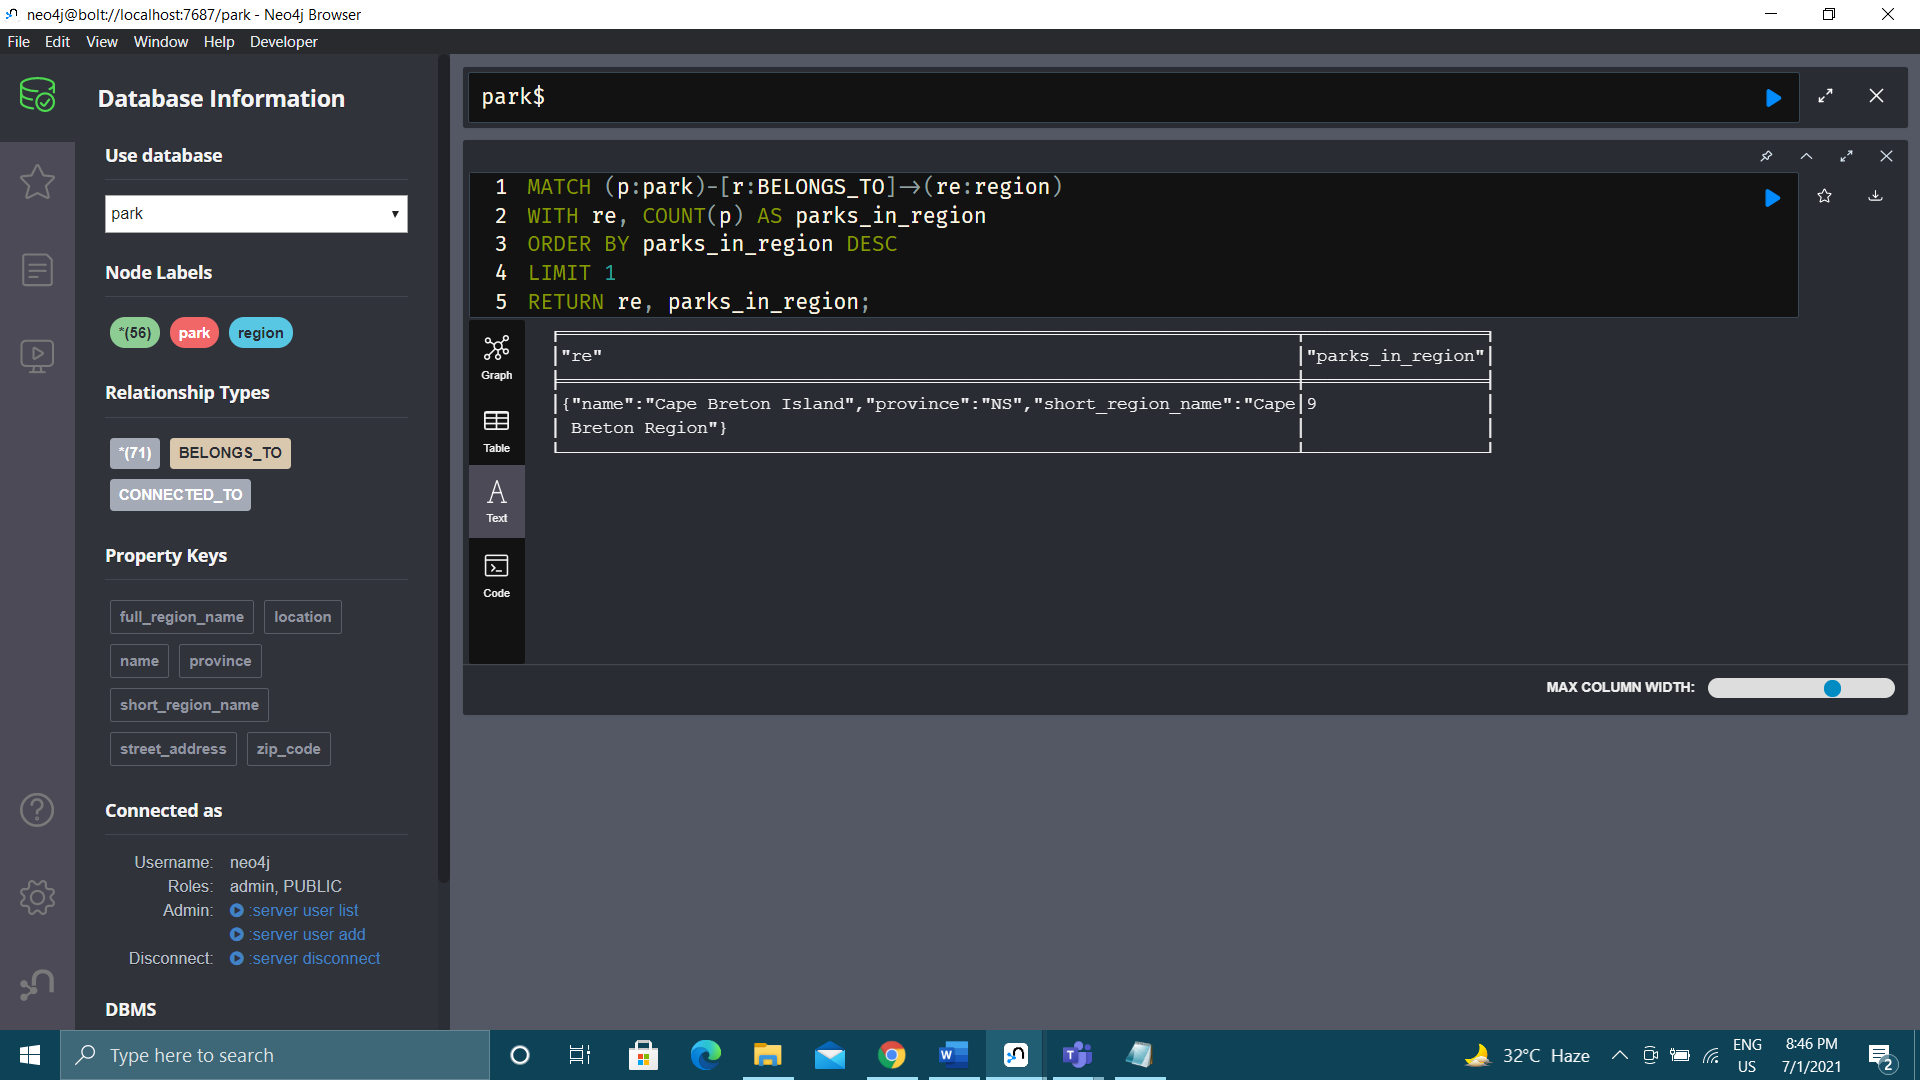 neo4j@bolt://localhost:7687/park - Neo4j Browser
File Edit View Window Help Developer
Database Information
Use database
park
Node Labels
*(56) park region
Relationship Types
*(71) BELONGS_TO
CONNECTED_TO
Property Keys
full_region_name location
name province
short_region_name
street_address zip_code
Connected as
Username: neo4j
Roles: admin, PUBLIC
Admin: :server user list
:server user add
Disconnect: :server disconnect
DBMS
park$
1 MATCH (p:park)-[r:BELONGS_TO]->(re:region)
2 WITH re, COUNT(p) AS parks_in_region
3 ORDER BY parks_in_region DESC
4 LIMIT 1
5 RETURN re, parks_in_region;
Graph
Table
Text
Code
"re" "parks_in_region"
{"name":"Cape Breton Island","province":"NS","short_region_name":"Cape 9
Breton Region"}
MAX COLUMN WIDTH:
Type here to search
32°C Haze
ENG
US
8:46 PM
7/1/2021
2